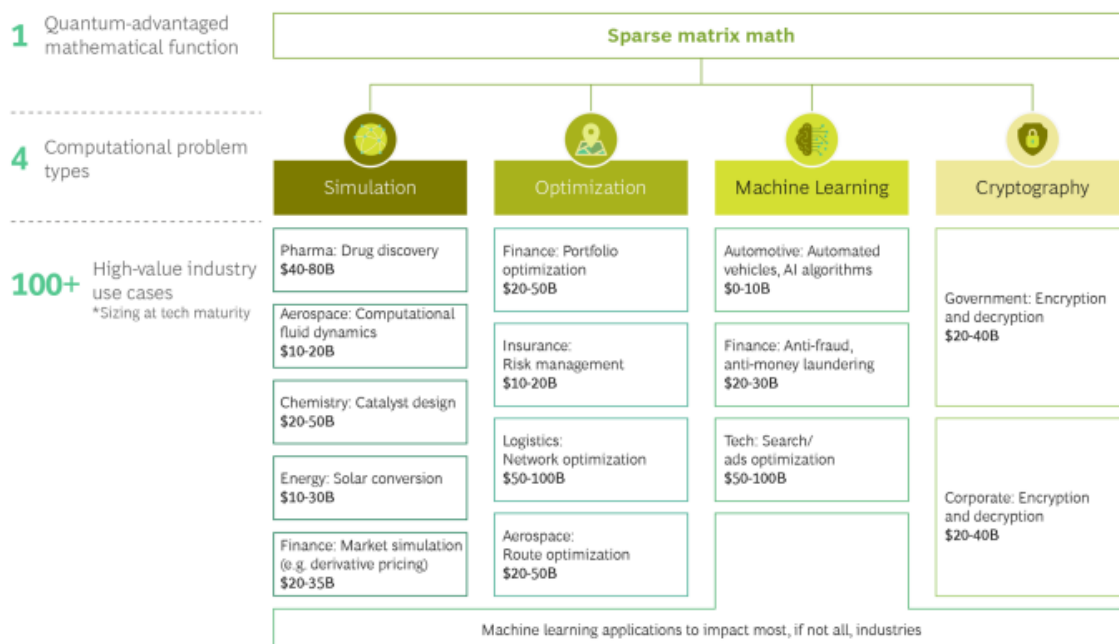 1 Quantum-advantaged
mathematical function
Sparse matrix math
4 Computational problem
types
Simulation
Optimization
Machine Learning
Cryptography
100+ High-value industry
use cases
*Sizing at tech maturity
Pharma: Drug discovery
$40-80B
Aerospace: Computational
fluid dynamics
$10-20B
Chemistry: Catalyst design
$20-50B
Energy: Solar conversion
$10-30B
Finance: Market simulation
(e.g. derivative pricing)
$20-35B
Finance: Portfolio
optimization
$20-50B
Insurance:
Risk management
$10-20B
Logistics:
Network optimization
$50-100B
Aerospace:
Route optimization
$20-50B
Automotive: Automated
vehicles, AI algorithms
$0-10B
Finance: Anti-fraud,
anti-money laundering
$20-30B
Tech: Search/
ads optimization
$50-100B
Government: Encryption
and decryption
$20-40B
Corporate: Encryption
and decryption
$20-40B
Machine learning applications to impact most, if not all, industries